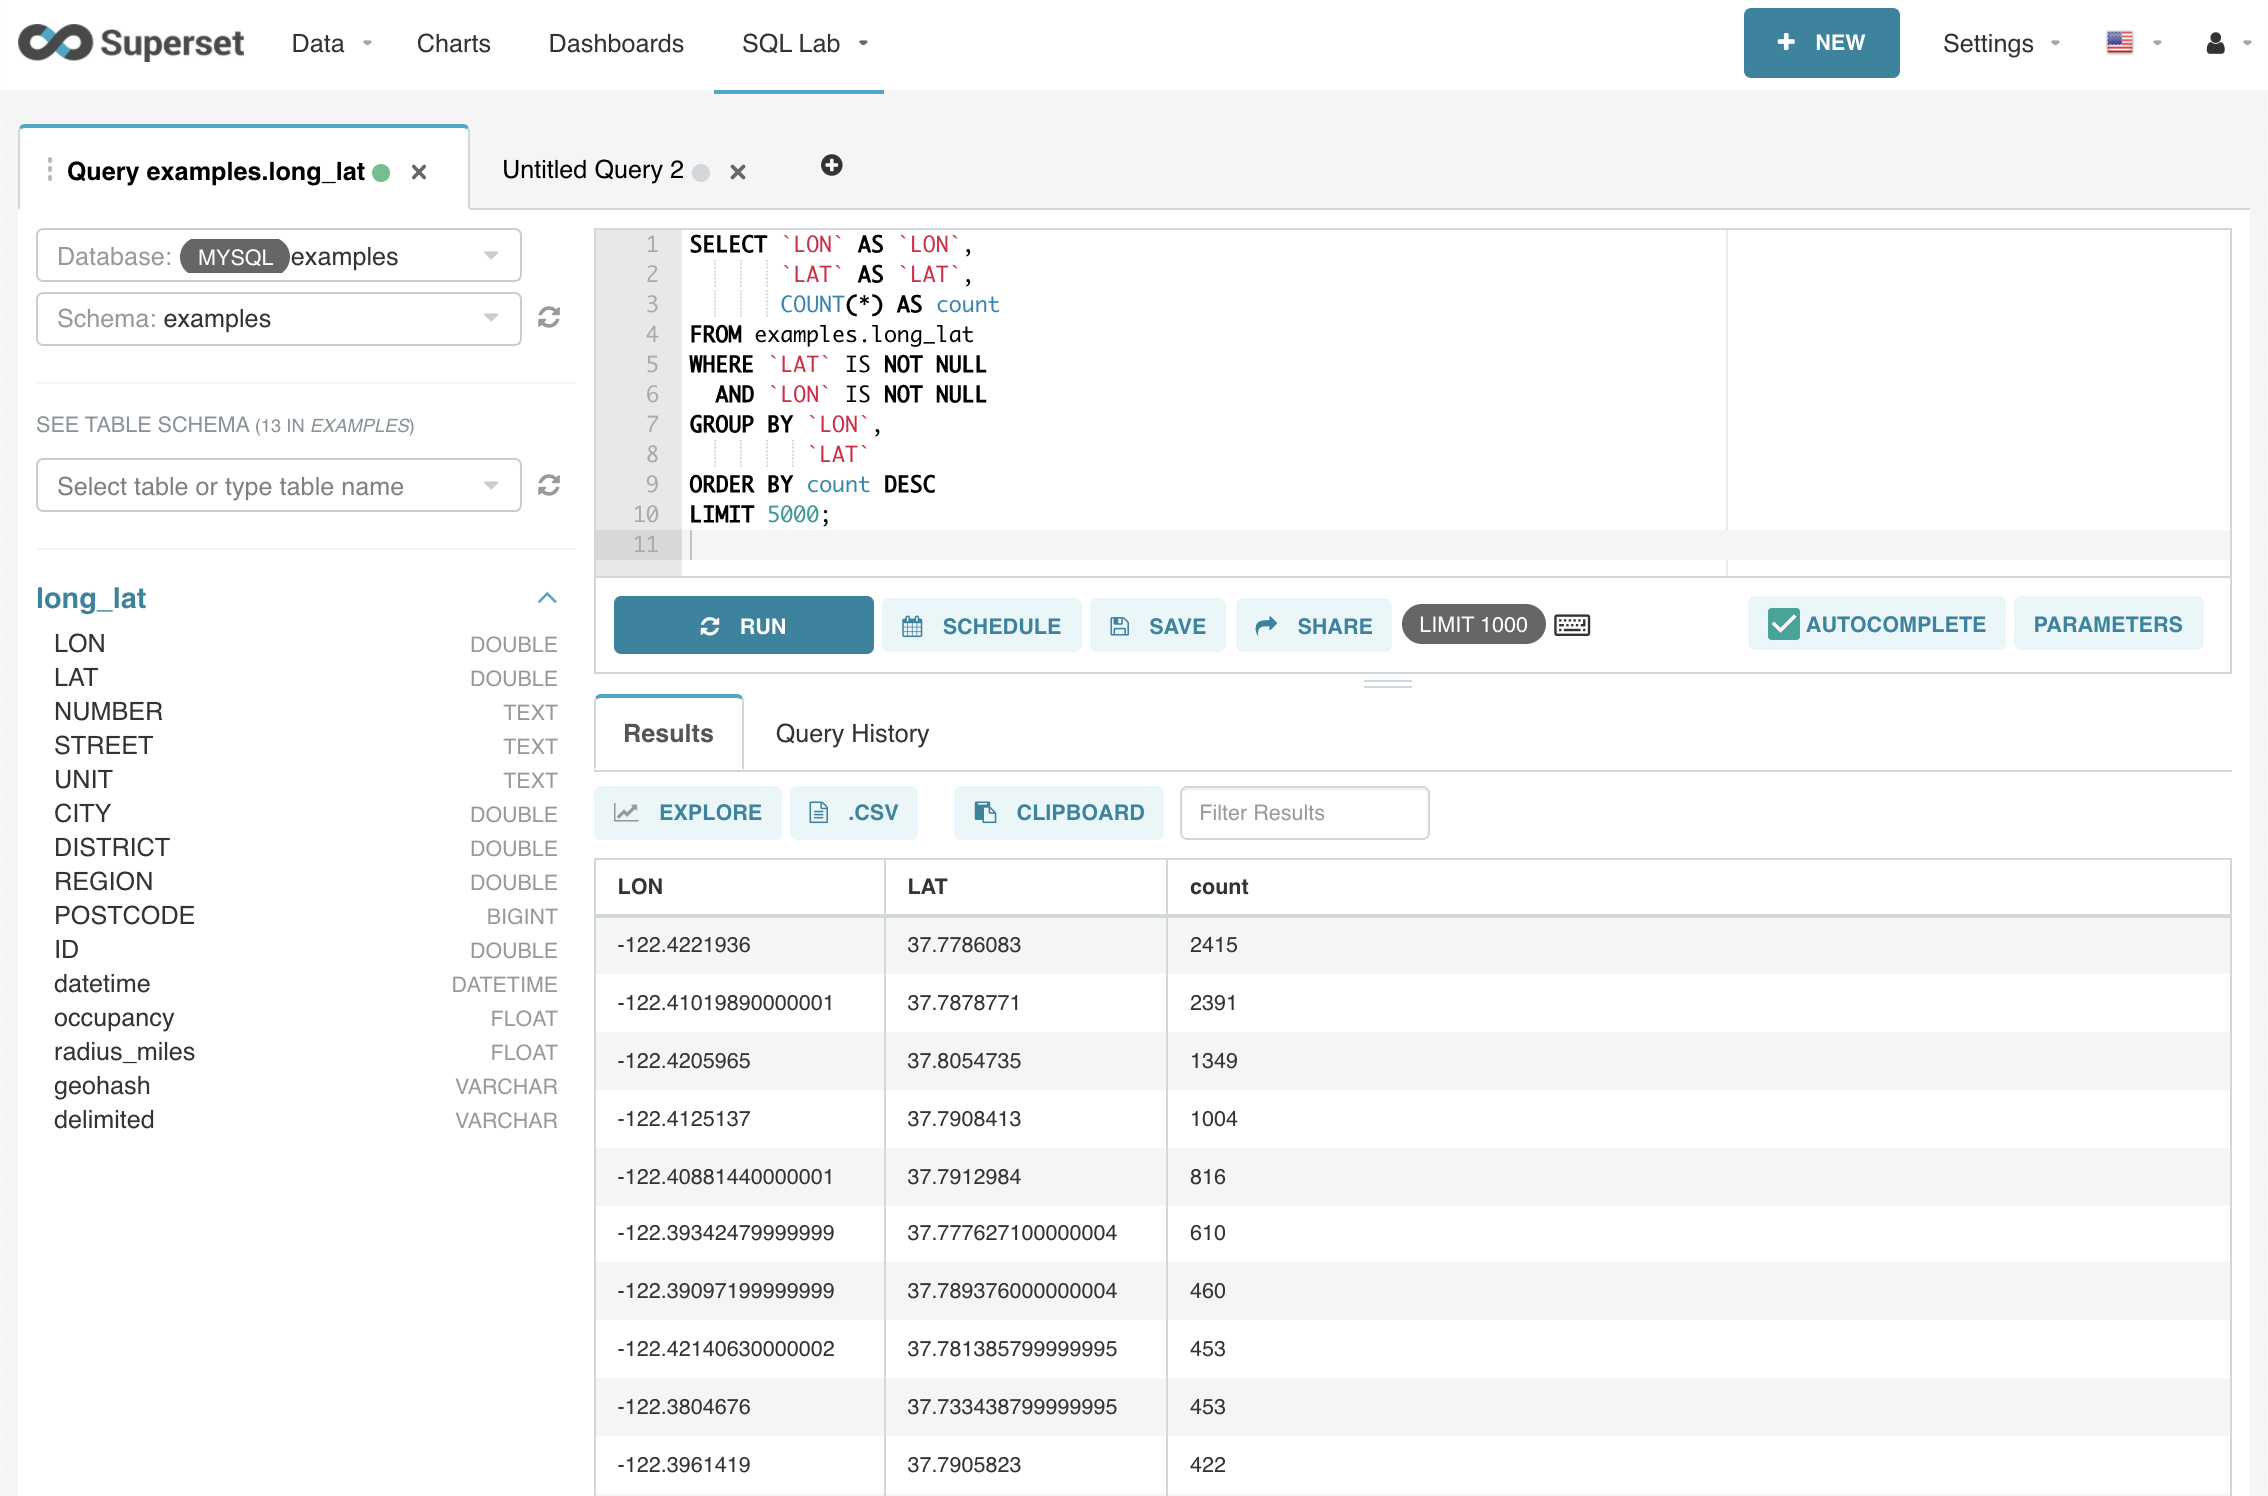 Superset Data Charts Dashboards SQL Lab + NEW Settings
Query examples.long_lat Untitled Query 2
Database: MYSQL examples
Schema: examples
SEE TABLE SCHEMA (13 IN EXAMPLES)
Select table or type table name
long_lat
LON DOUBLE
LAT DOUBLE
NUMBER TEXT
STREET TEXT
UNIT TEXT
CITY DOUBLE
DISTRICT DOUBLE
REGION DOUBLE
POSTCODE BIGINT
ID DOUBLE
datetime DATETIME
occupancy FLOAT
radius_miles FLOAT
geohash VARCHAR
delimited VARCHAR
1 SELECT `LON` AS `LON`,
2 `LAT` AS `LAT`,
3 COUNT(*) AS count
4 FROM examples.long_lat
5 WHERE `LAT` IS NOT NULL
6 AND `LON` IS NOT NULL
7 GROUP BY `LON`,
8 `LAT`
9 ORDER BY count DESC
10 LIMIT 5000;
11
RUN SCHEDULE SAVE SHARE LIMIT 1000 AUTOCOMPLETE PARAMETERS
Results Query History
EXPLORE .CSV CLIPBOARD Filter Results
LON LAT count
-122.4221936 37.7786083 2415
-122.41019890000001 37.7878771 2391
-122.4205965 37.8054735 1349
-122.4125137 37.7908413 1004
-122.40881440000001 37.7912984 816
-122.39342479999999 37.777627100000004 610
-122.39097199999999 37.789376000000004 460
-122.42140630000002 37.781385799999995 453
-122.3804676 37.733438799999995 453
-122.3961419 37.7905823 422